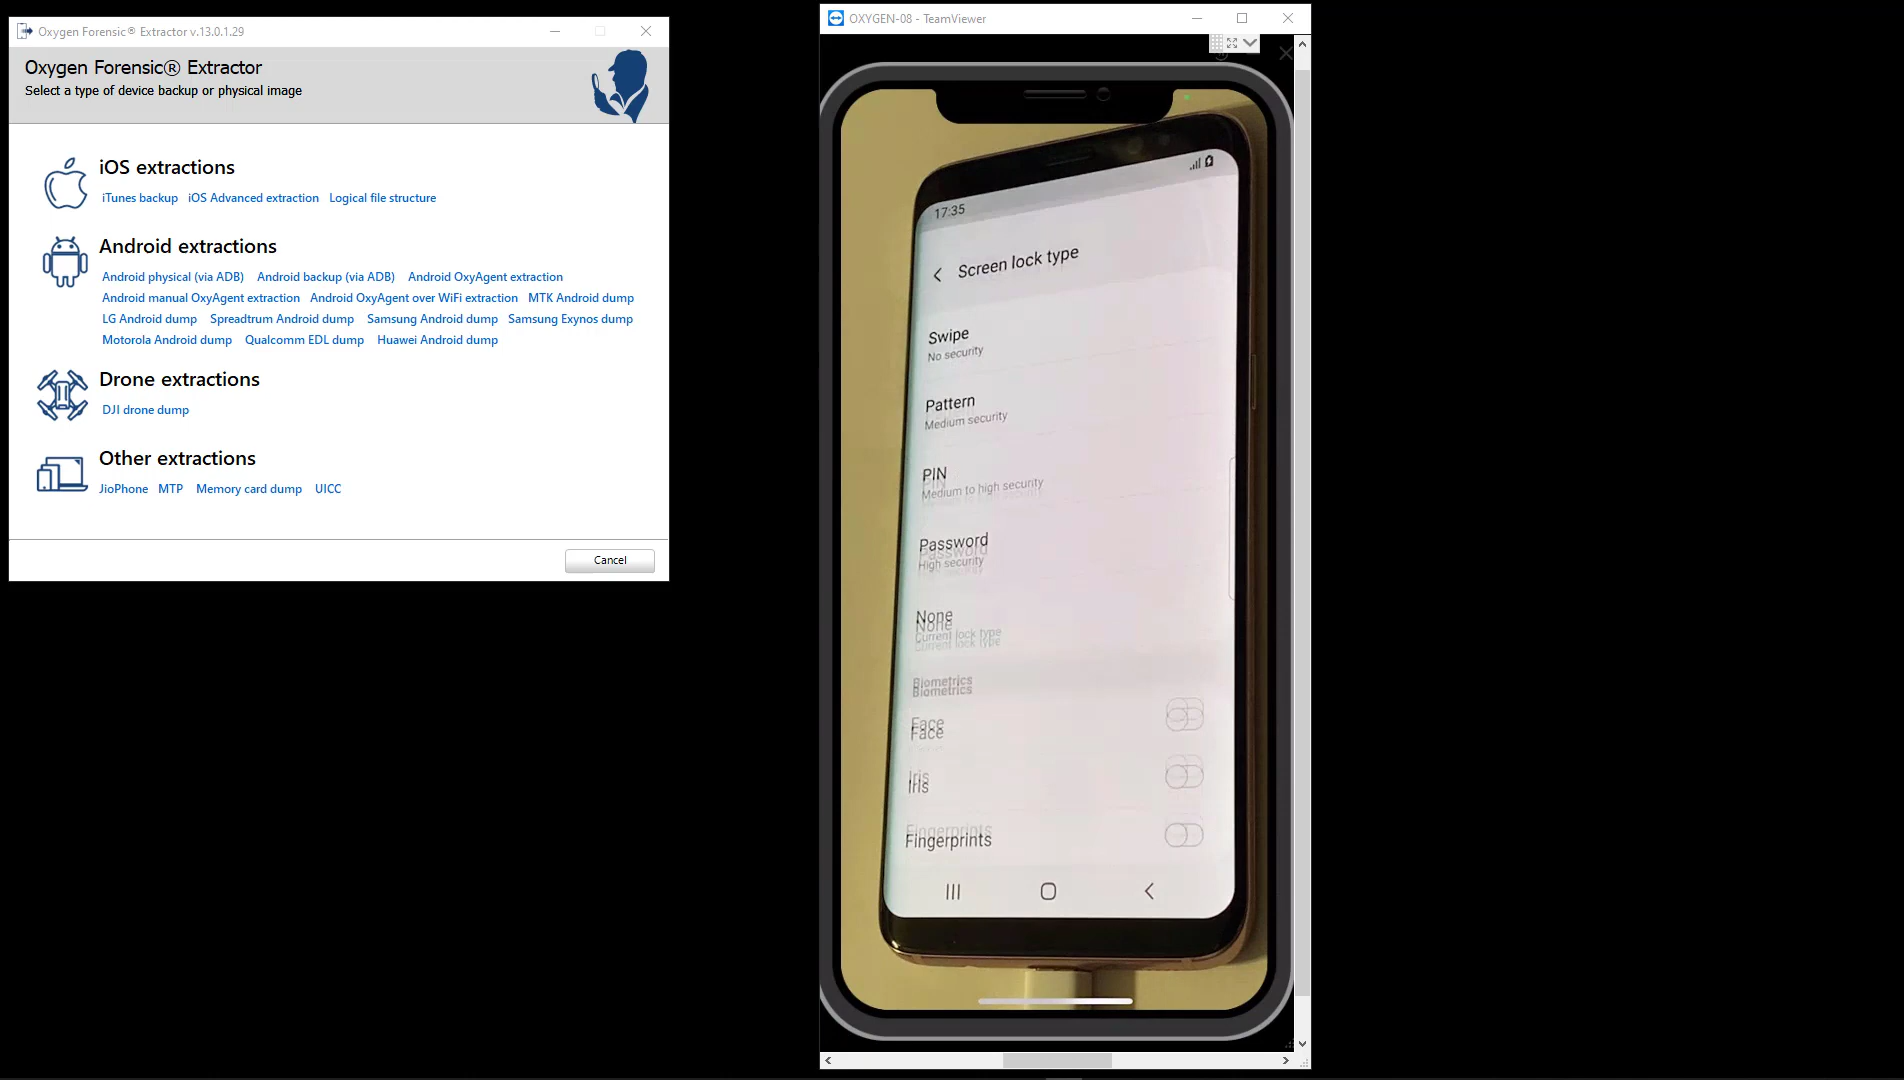 Oxygen Forensic® Extractor v.13.0.1.29
Oxygen Forensic® Extractor
Select a type of device backup or physical image
iOS extractions
iTunes backup iOS Advanced extraction Logical file structure
Android extractions
Android physical (via ADB) Android backup (via ADB) Android OxyAgent extraction
Android manual OxyAgent extraction Android OxyAgent over WiFi extraction MTK Android dump
LG Android dump Spreadtrum Android dump Samsung Android dump Samsung Exynos dump
Motorola Android dump Qualcomm EDL dump Huawei Android dump
Drone extractions
DJI drone dump
Other extractions
JioPhone MTP Memory card dump UICC
Cancel
OXYGEN-08 - TeamViewer
17:35
Screen lock type
Swipe
No security
Pattern
Medium security
PIN
Medium to high security
Password
High security
None
Current lock type
Biometrics
Face
Iris
Fingerprints